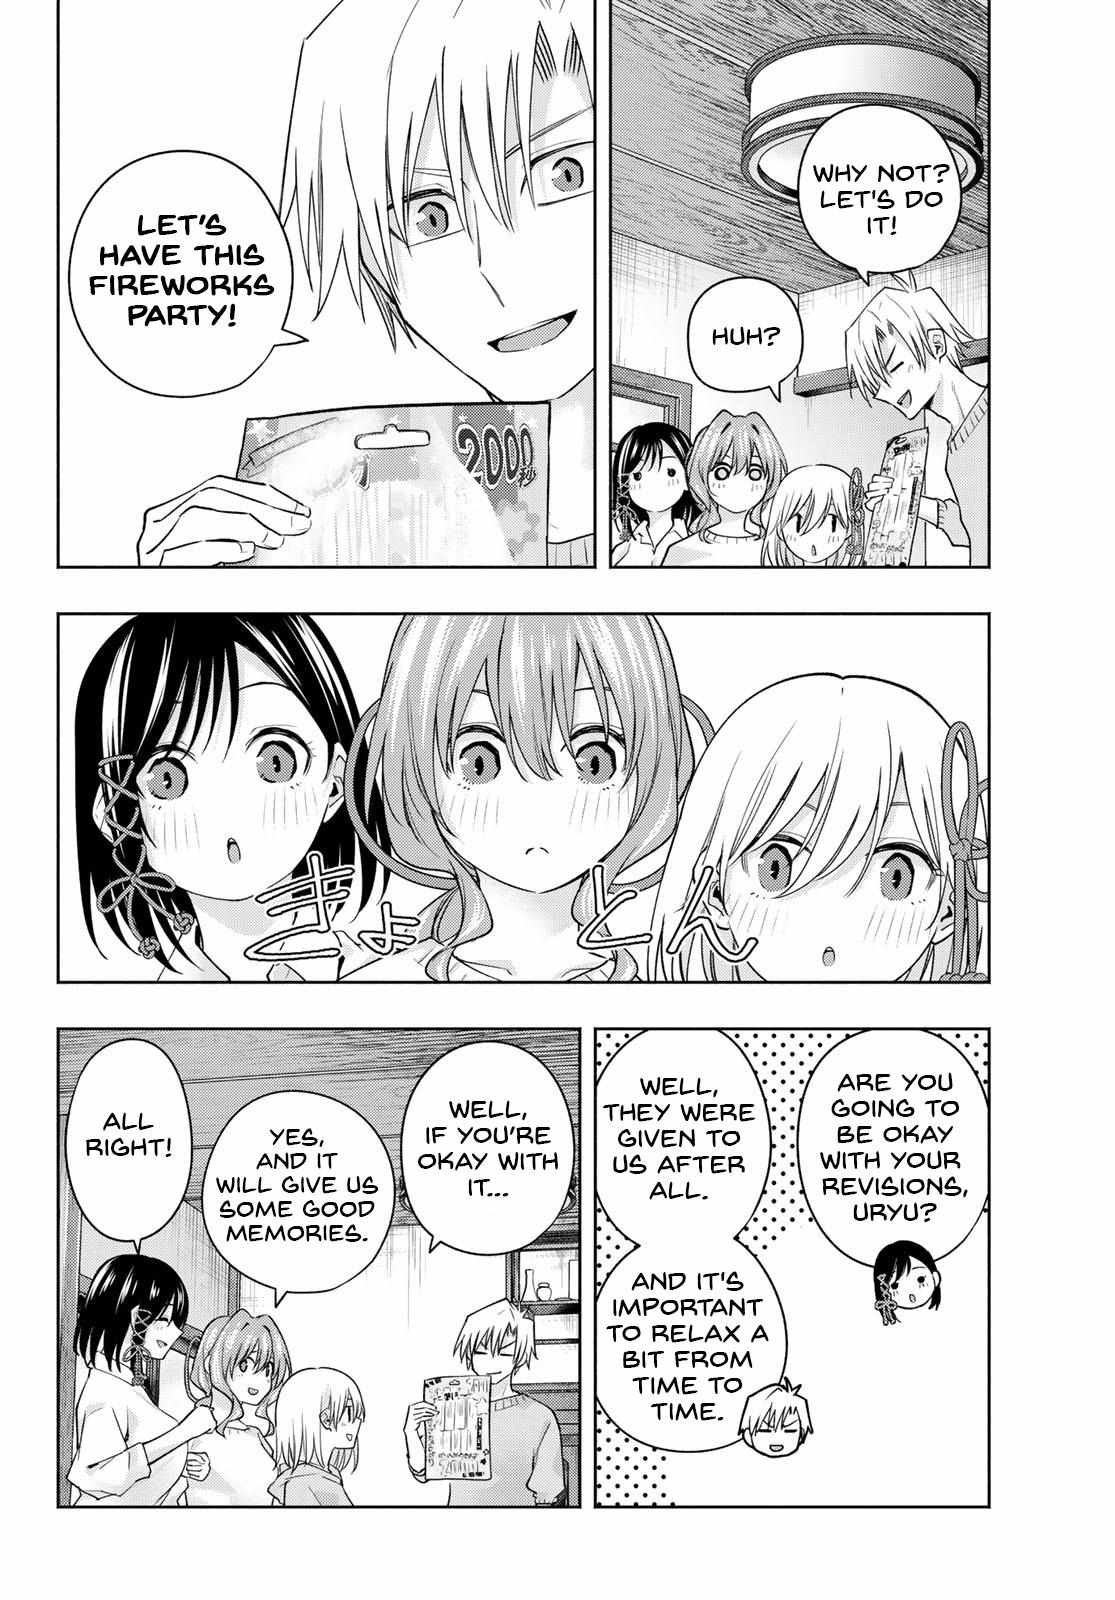 WHY NOT?
LET'S DO
IT!
HUH?
LET'S
HAVE THIS
FIREWORKS
PARTY!
2000秒
きょとん
ARE YOU
GOING TO
BE OKAY
WITH YOUR
REVISIONS,
URYU?
WELL,
THEY WERE
GIVEN TO
US AFTER
ALL.
AND IT'S
IMPORTANT
TO RELAX A
BIT FROM
TIME TO
TIME.
WELL,
IF YOU'RE
OKAY WITH
IT...
YES,
AND IT
WILL GIVE US
SOME GOOD
MEMORIES.
ALL
RIGHT!